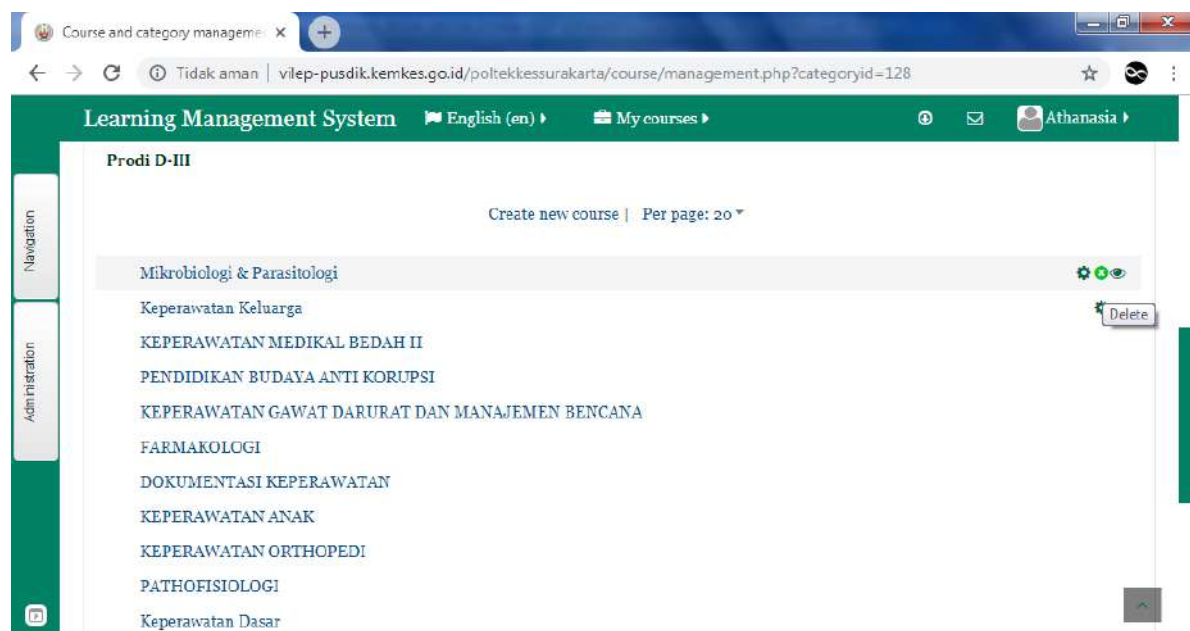 Course and category manageme
Tidak aman | vilep-pusdik.kemkes.go.id/poltekkessurakarta/course/management.php?categoryid=128
Learning Management System English (en) My courses Athanasia
Prodi D-III
Create new course | Per page: 20
Navigation
Mikrobiologi & Parasitologi
Keperawatan Keluarga
Delete
KEPERAWATAN MEDIKAL BEDAH II
Administration
PENDIDIKAN BUDAYA ANTI KORUPSI
KEPERAWATAN GAWAT DARURAT DAN MANAJEMEN BENCANA
FARMAKOLOGI
DOKUMENTASI KEPERAWATAN
KEPERAWATAN ANAK
KEPERAWATAN ORTHOPEDI
PATHOFISIOLOGI
Keperawatan Dasar